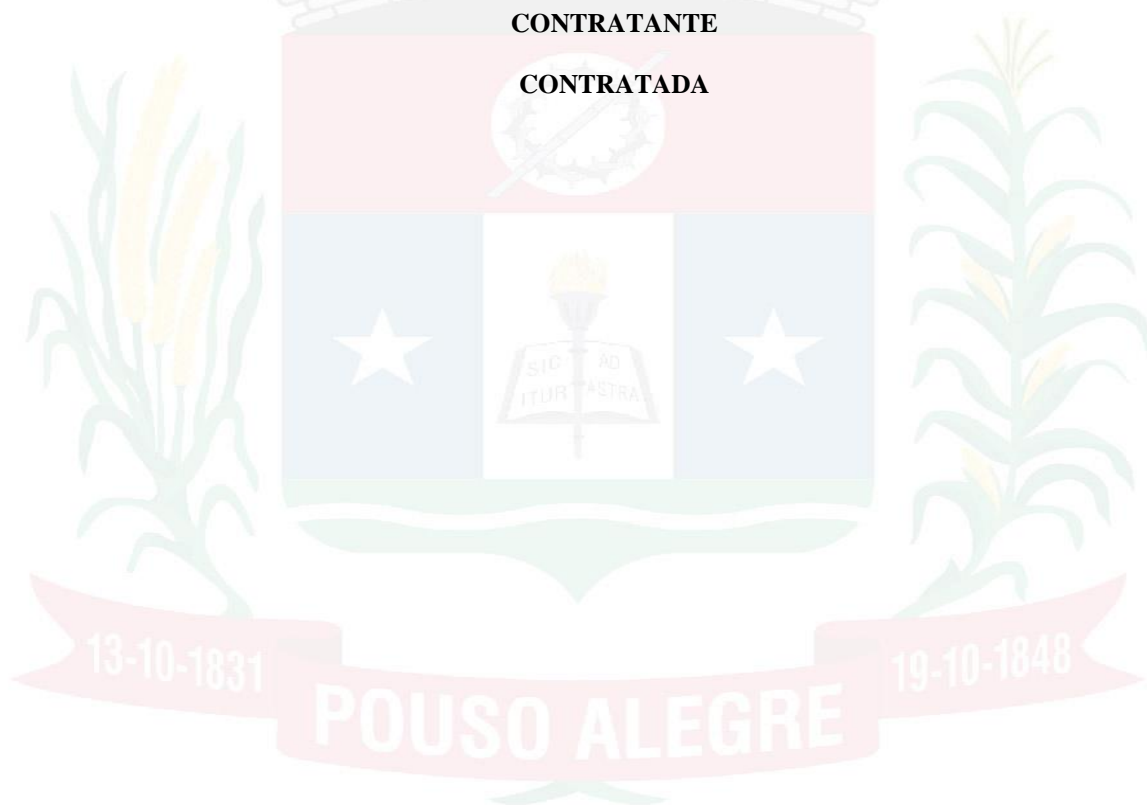 CONTRATANTE
CONTRATADA
SIC AD
ITUR ASTRA
13-10-1831
19-10-1848
POUSO ALEGRE